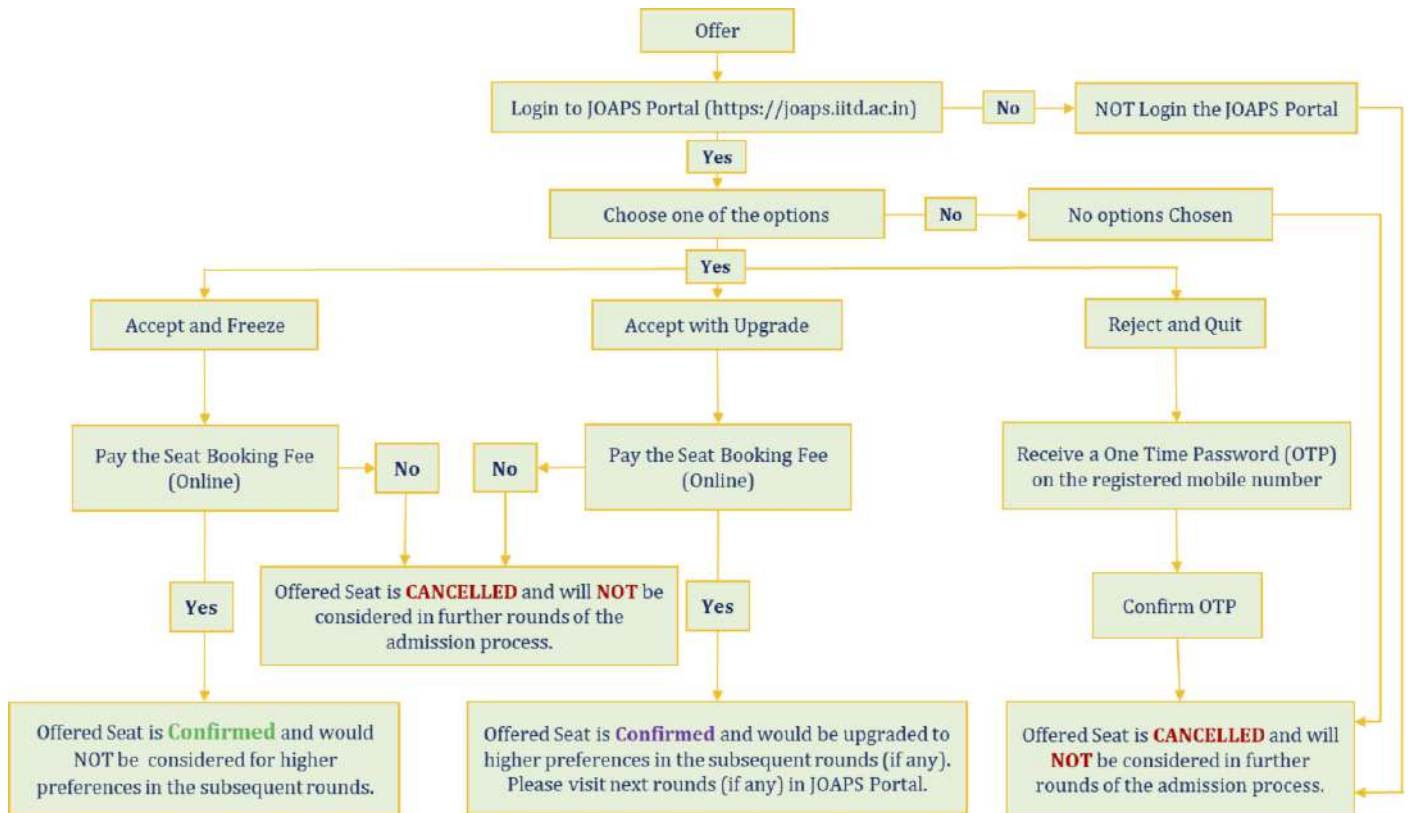 Offer
Login to JOAPS Portal (https://joaps.iitd.ac.in)
No
NOT Login the JOAPS Portal
Yes
Choose one of the options
No
No options Chosen
Yes
Accept and Freeze
Accept with Upgrade
Reject and Quit
Pay the Seat Booking Fee
(Online)
No
No
Pay the Seat Booking Fee
(Online)
Receive a One Time Password (OTP)
on the registered mobile number
Offered Seat is CANCELLED and will NOT be
considered in further rounds of the
admission process.
Yes
Yes
Confirm OTP
Offered Seat is Confirmed and would
NOT be considered for higher
preferences in the subsequent rounds.
Offered Seat is Confirmed and would be upgraded to
higher preferences in the subsequent rounds (if any).
Please visit next rounds (if any) in JOAPS Portal.
Offered Seat is CANCELLED and will
NOT be considered in further
rounds of the admission process.